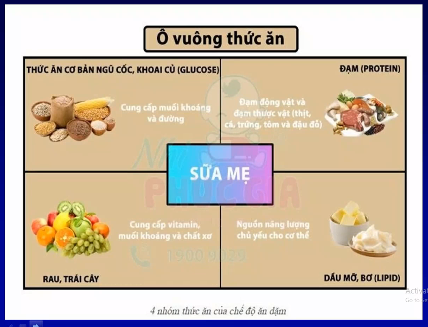 Ô vuông thức ăn
THỨC ĂN CƠ BẢN NGŨ CỐC, KHOAI CỦ (GLUCOSE)
Cung cấp muối khoáng
và đường
ĐẠM (PROTEIN)
Đạm động vật và
đạm thực vật (thịt,
cá, trứng, tôm và đậu đỗ)
SỮA MẸ
Cung cấp vitamin,
muối khoáng và chất xơ
RAU, TRÁI CÂY
Nguồn năng lượng
chủ yếu cho cơ thể
DẦU MỠ, BƠ (LIPID)
4 nhóm thức ăn của chế độ ăn dặm